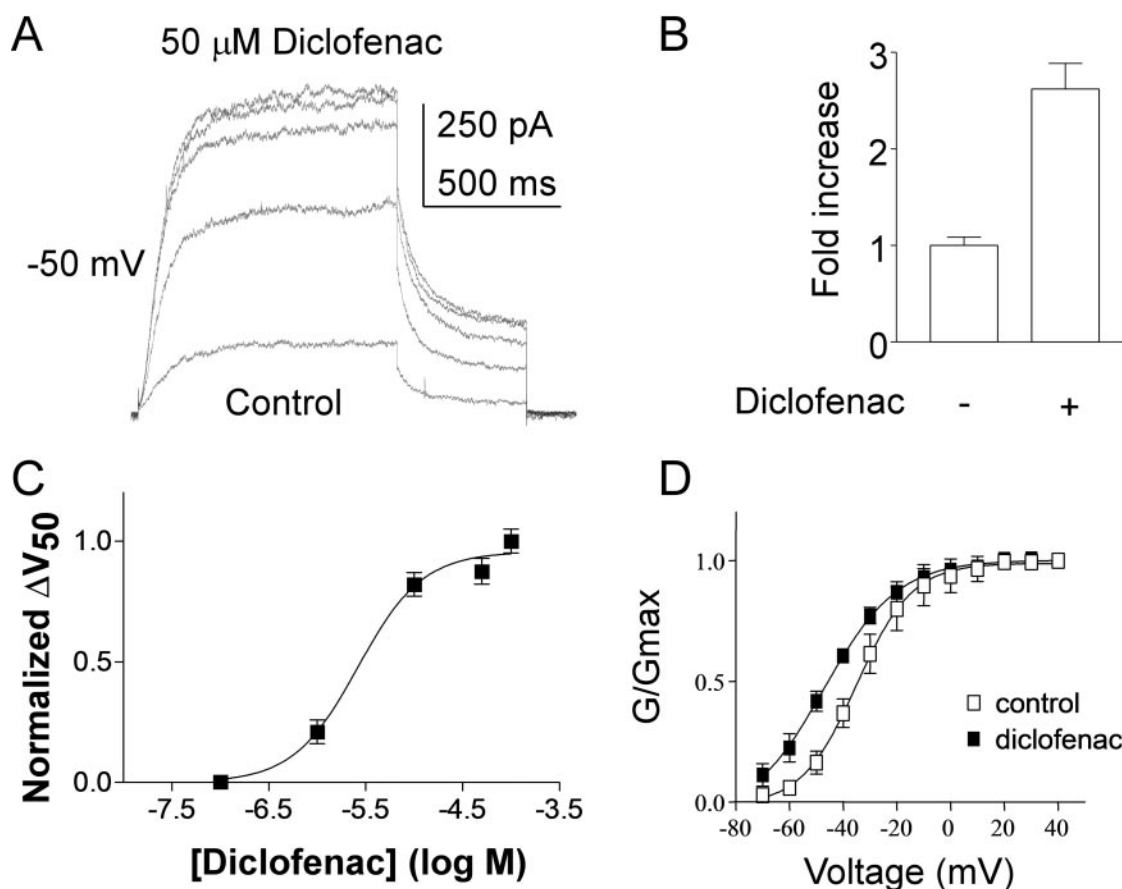 A
50 μM Diclofenac
250 pA
500 ms
-50 mV
Control
B
3
2
1
0
Fold increase
Diclofenac - +
C
Normalized ΔV50
1.0
0.5
0.0
-7.5 -6.5 -5.5 -4.5 -3.5
[Diclofenac] (log M)
D
G/Gmax
1.0
0.5
0.0
control
diclofenac
-80 -60 -40 -20 0 20 40
Voltage (mV)